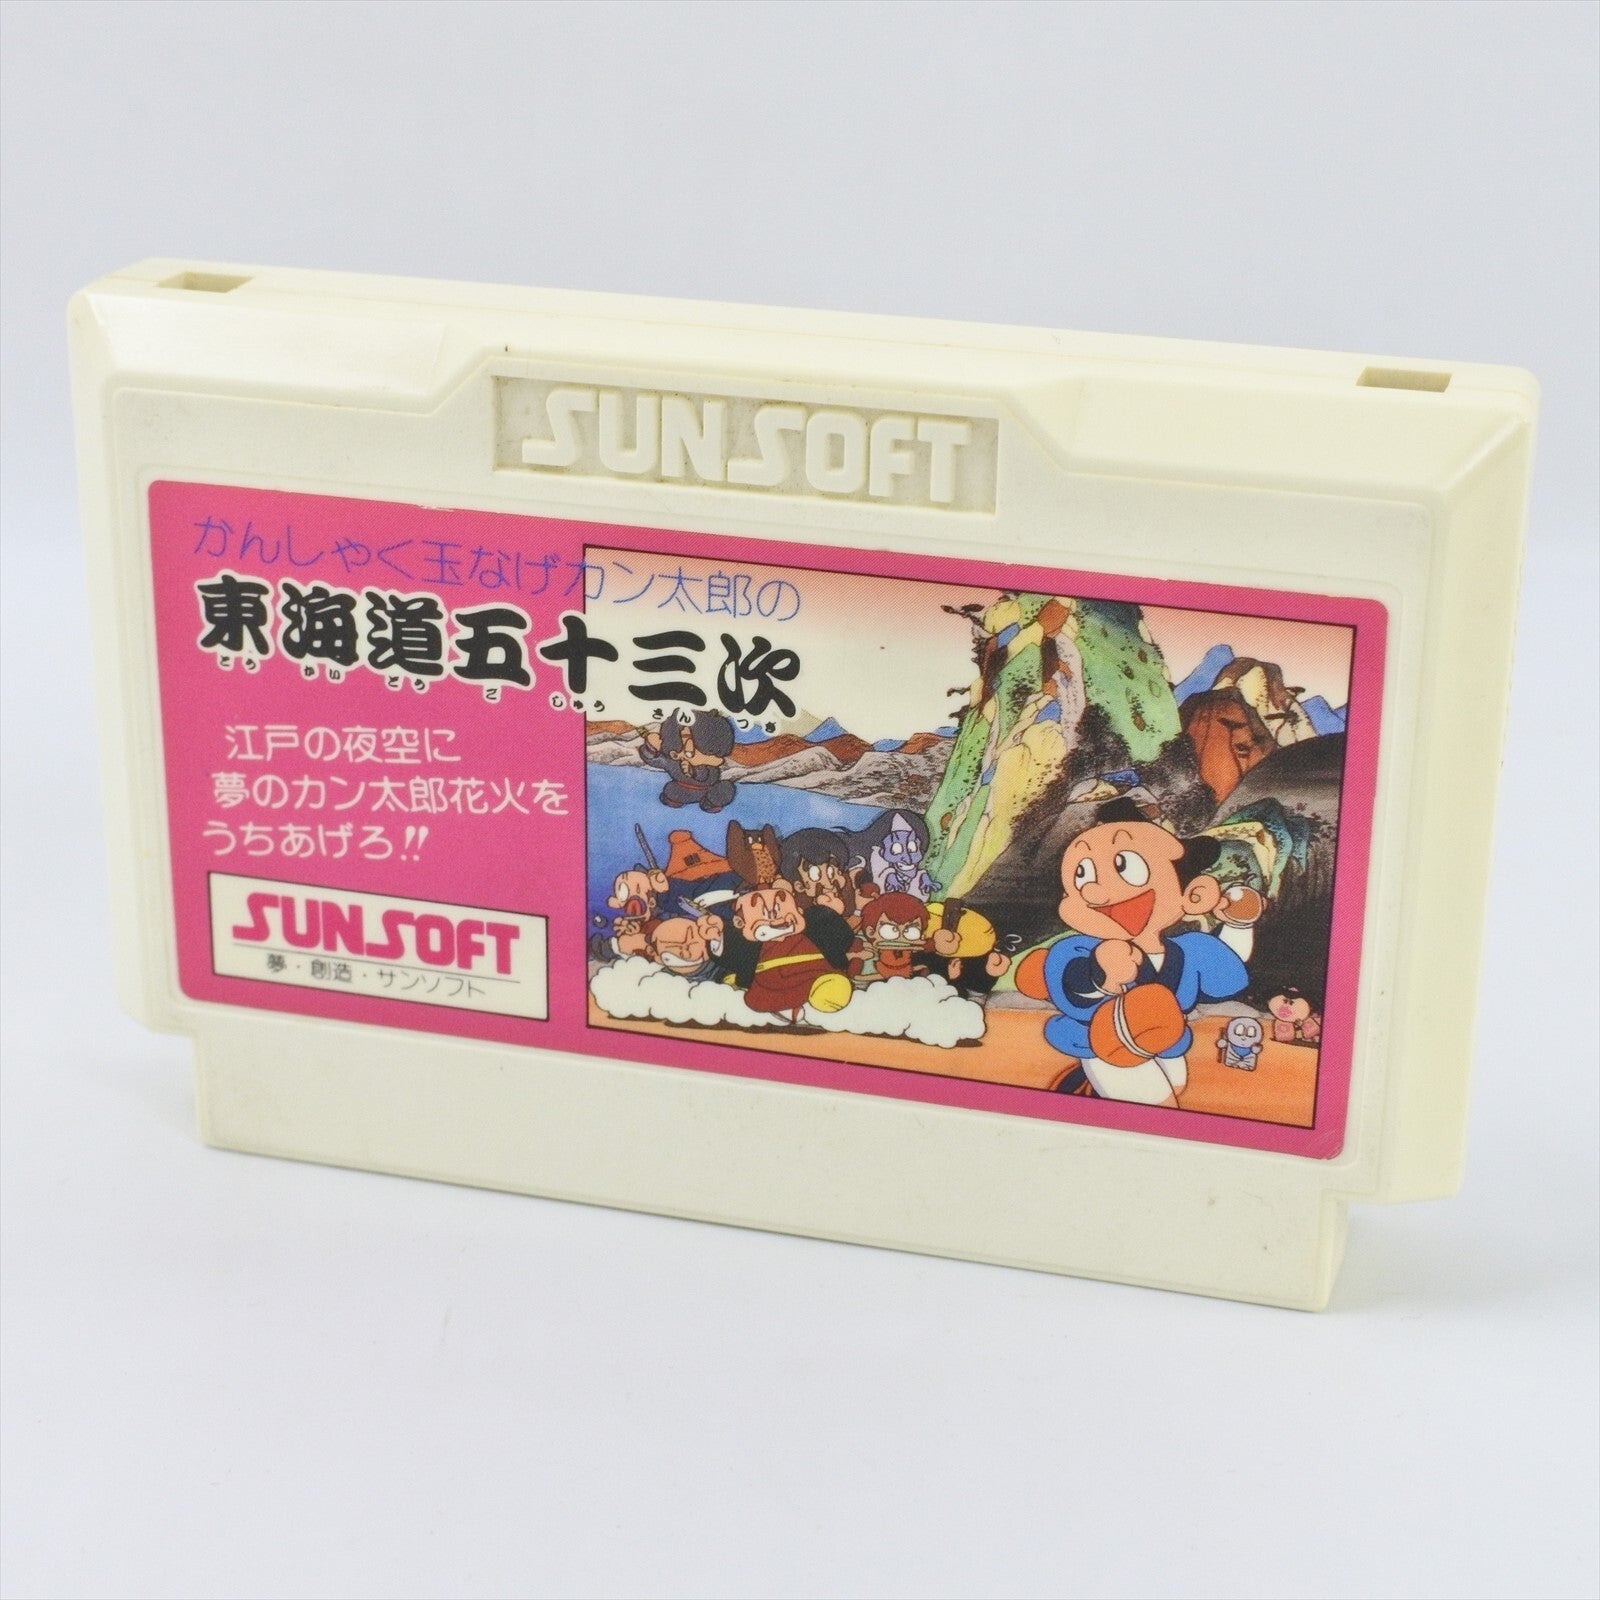 SUNSOFT
かんしゃく玉なげカン太郎の
東海道五十三次
とうかいどうごじゅうさんつぎ
江戸の夜空に
夢のカン太郎花火を
うちあげろ!!
SUNSOFT
夢・創造・サンソフト